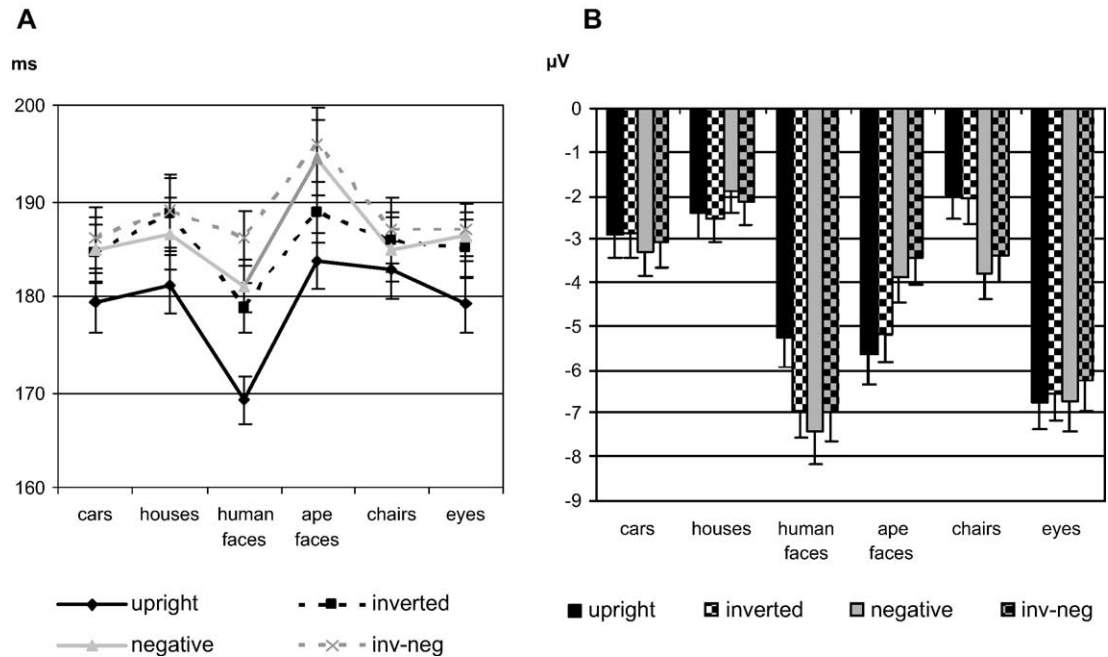 A
ms
200
190
180
170
160
cars houses human faces ape faces chairs eyes
upright inverted
negative inv-neg
B
µV
0
-1
-2
-3
-4
-5
-6
-7
-8
-9
cars houses human faces ape faces chairs eyes
upright inverted negative inv-neg